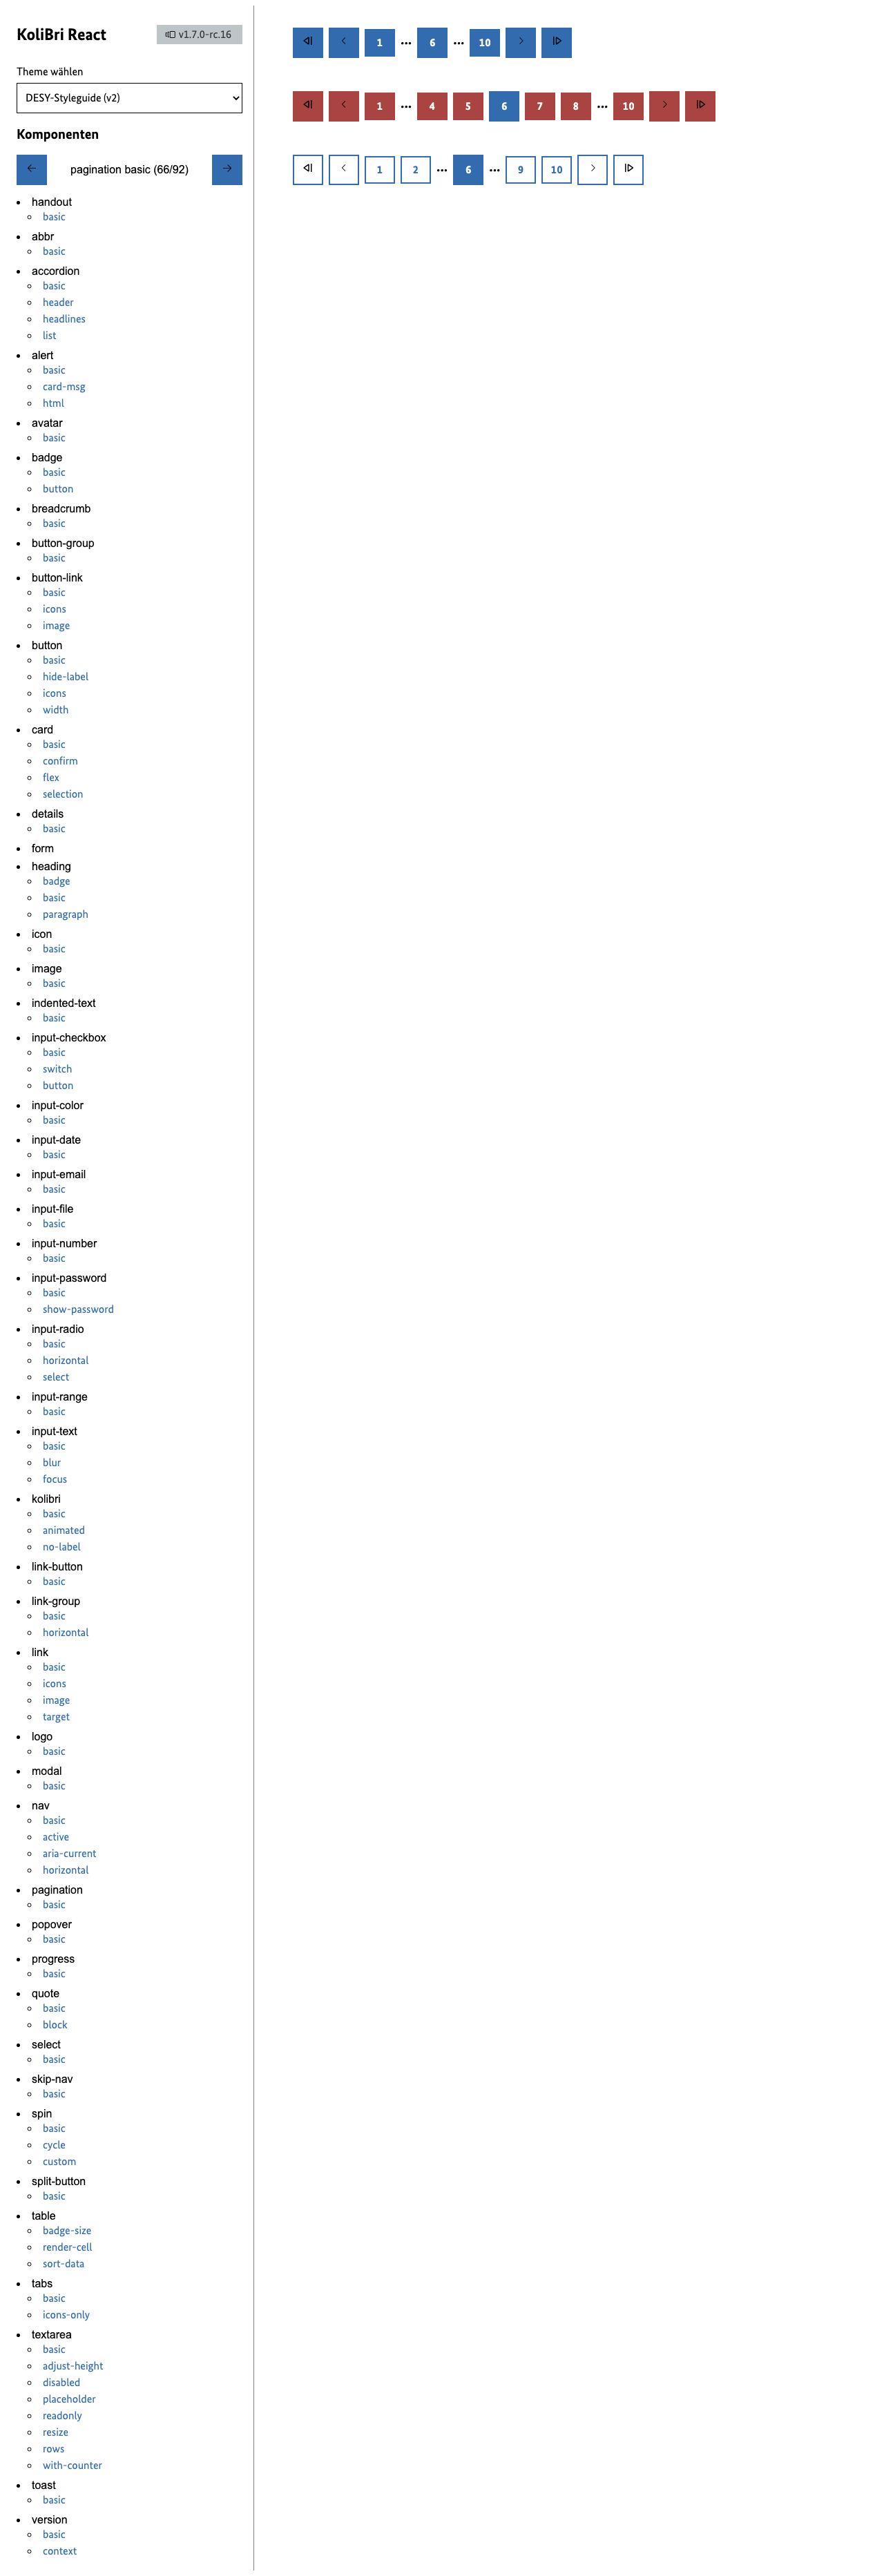 KoliBri React
v1.7.0-rc.16
Theme wählen
DESY-Styleguide (v2)
Komponenten
pagination basic (66/92)
handout
basic
abbr
basic
accordion
basic
header
headlines
list
alert
basic
card-msg
html
avatar
basic
badge
basic
button
breadcrumb
basic
button-group
basic
button-link
basic
icons
image
button
basic
hide-label
icons
width
card
basic
confirm
flex
selection
details
basic
form
heading
badge
basic
paragraph
icon
basic
image
basic
indented-text
basic
input-checkbox
basic
switch
button
input-color
basic
input-date
basic
input-email
basic
input-file
basic
input-number
basic
input-password
basic
show-password
input-radio
basic
horizontal
select
input-range
basic
input-text
basic
blur
focus
kolibri
basic
animated
no-label
link-button
basic
link-group
basic
horizontal
link
basic
icons
image
target
logo
basic
modal
basic
nav
basic
active
aria-current
horizontal
pagination
basic
popover
basic
progress
basic
quote
basic
block
select
basic
skip-nav
basic
spin
basic
cycle
custom
split-button
basic
table
badge-size
render-cell
sort-data
tabs
basic
icons-only
textarea
basic
adjust-height
disabled
placeholder
readonly
resize
rows
with-counter
toast
basic
version
basic
context
1 ••• 6 ••• 10
1 ••• 4 5 6 7 8 ••• 10
1 2 ••• 6 ••• 9 10